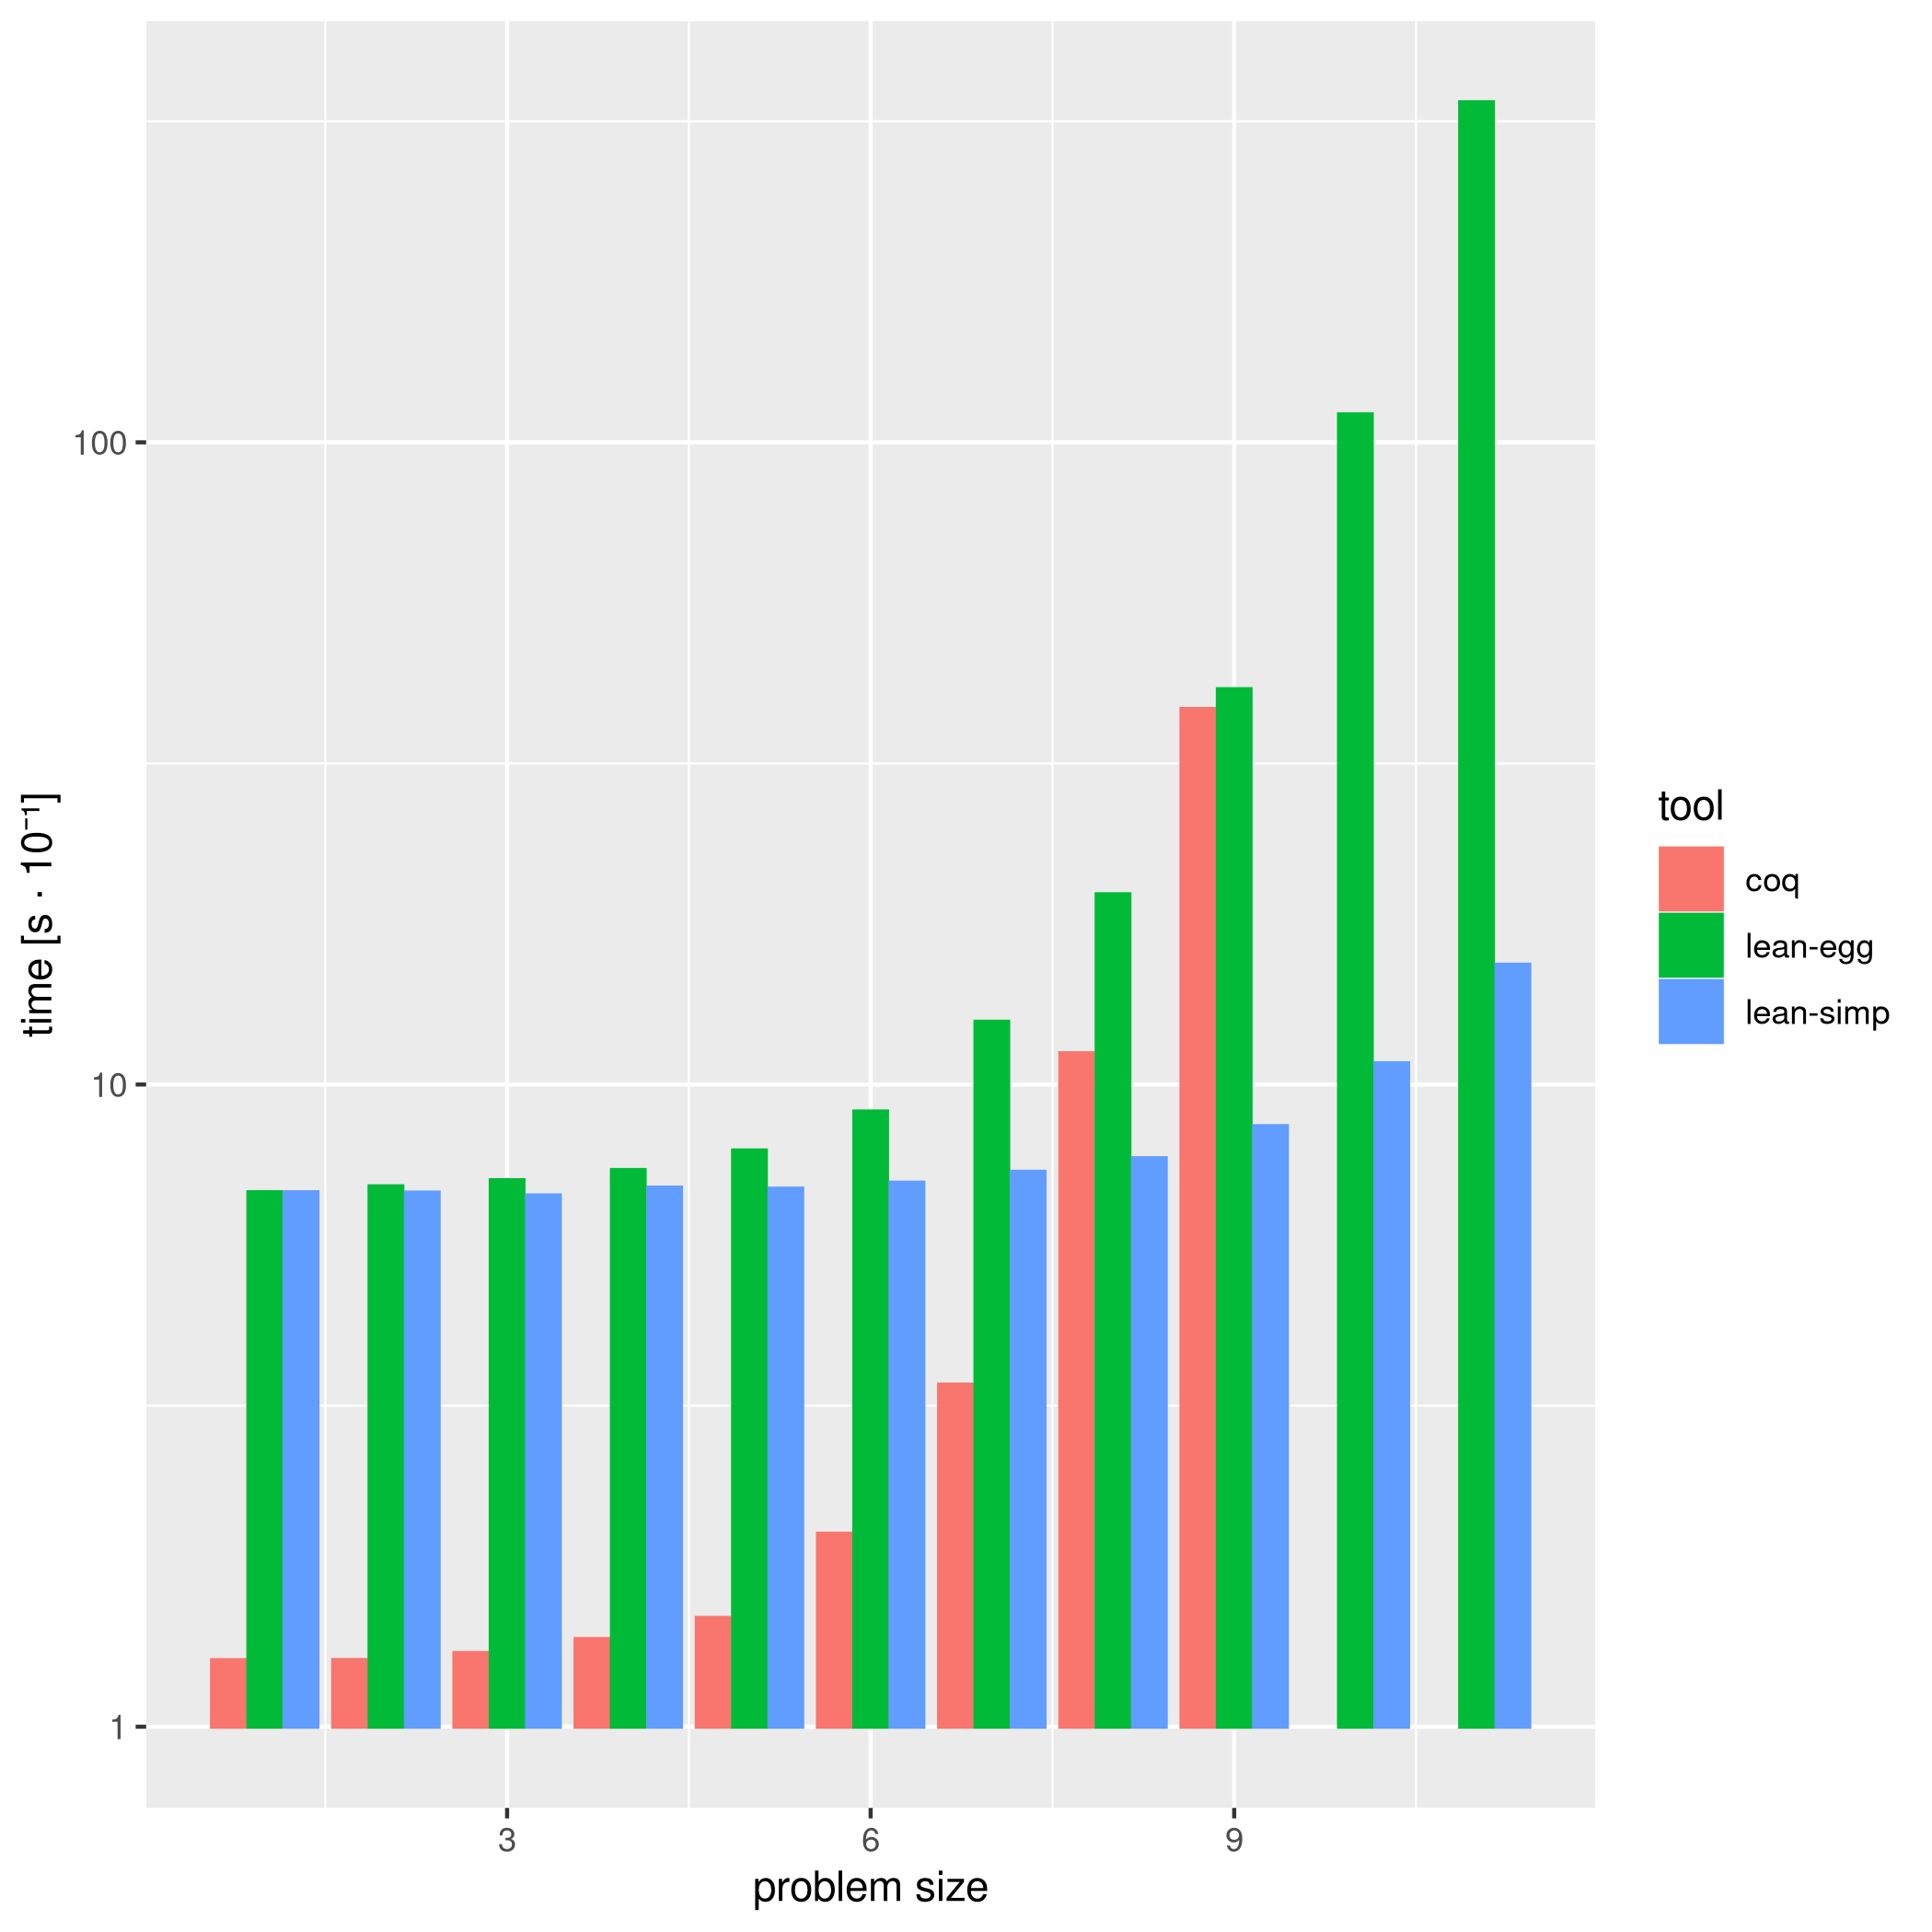 time [s · 10⁻¹]
100
10
1
3
6
9
problem size
tool
coq
lean-egg
lean-simp